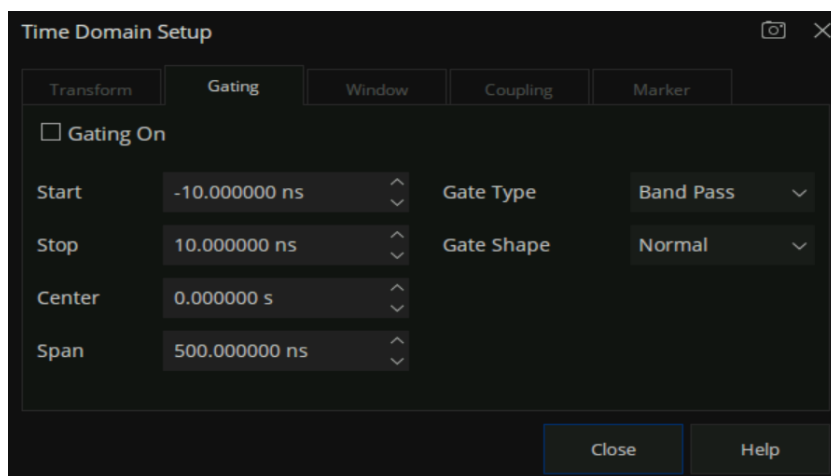 Time Domain Setup
Transform Gating Window Coupling Marker
Gating On
Start -10.000000 ns Gate Type Band Pass
Stop 10.000000 ns Gate Shape Normal
Center 0.000000 s
Span 500.000000 ns
Close Help